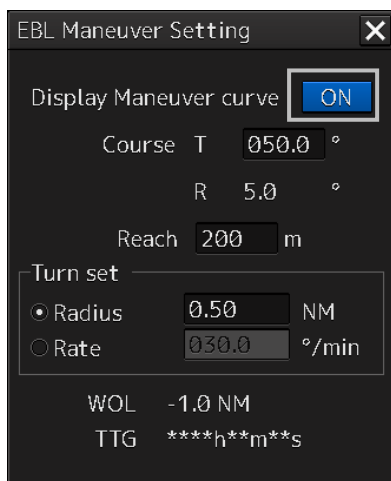 EBL Maneuver Setting
Display Maneuver curve ON
Course T 050.0 °
R 5.0 °
Reach 200 m
Turn set
Radius 0.50 NM
Rate 030.0 °/min
WOL -1.0 NM
TTG ****h**m**s